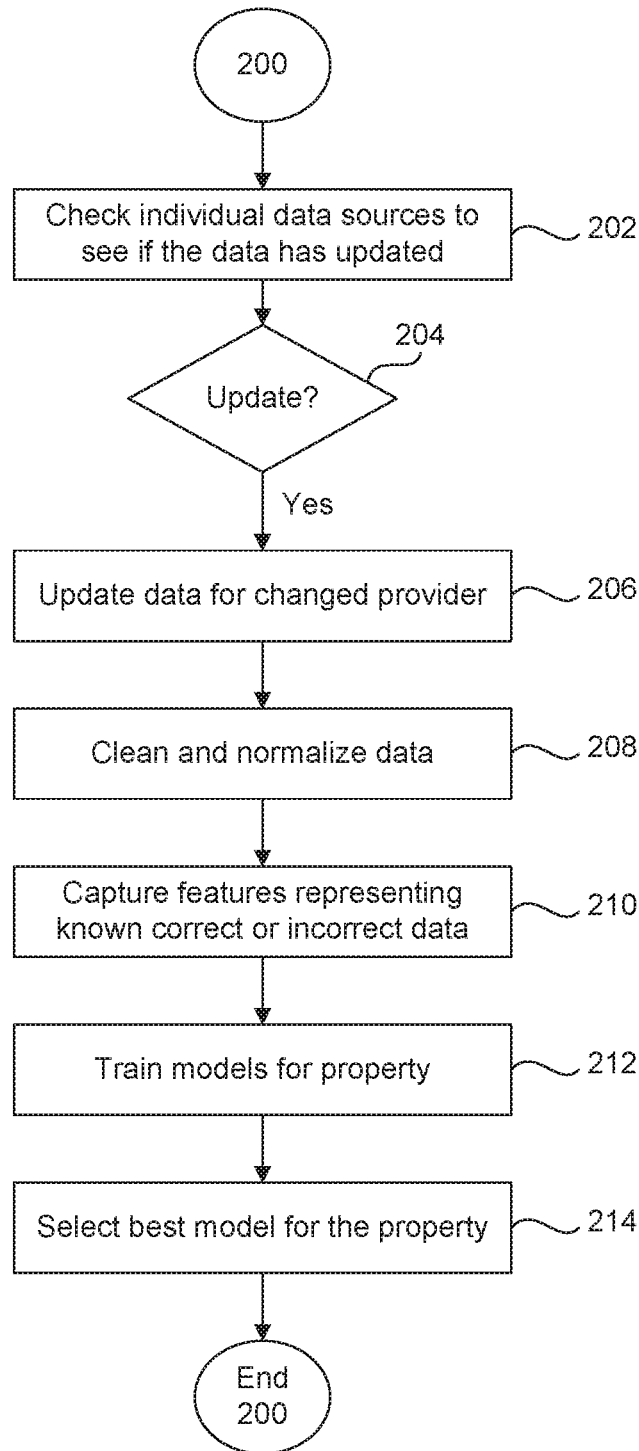 200
Check individual data sources to
see if the data has updated
202
204
Update?
Yes
Update data for changed provider
206
Clean and normalize data
208
Capture features representing
known correct or incorrect data
210
Train models for property
212
Select best model for the property
214
End
200